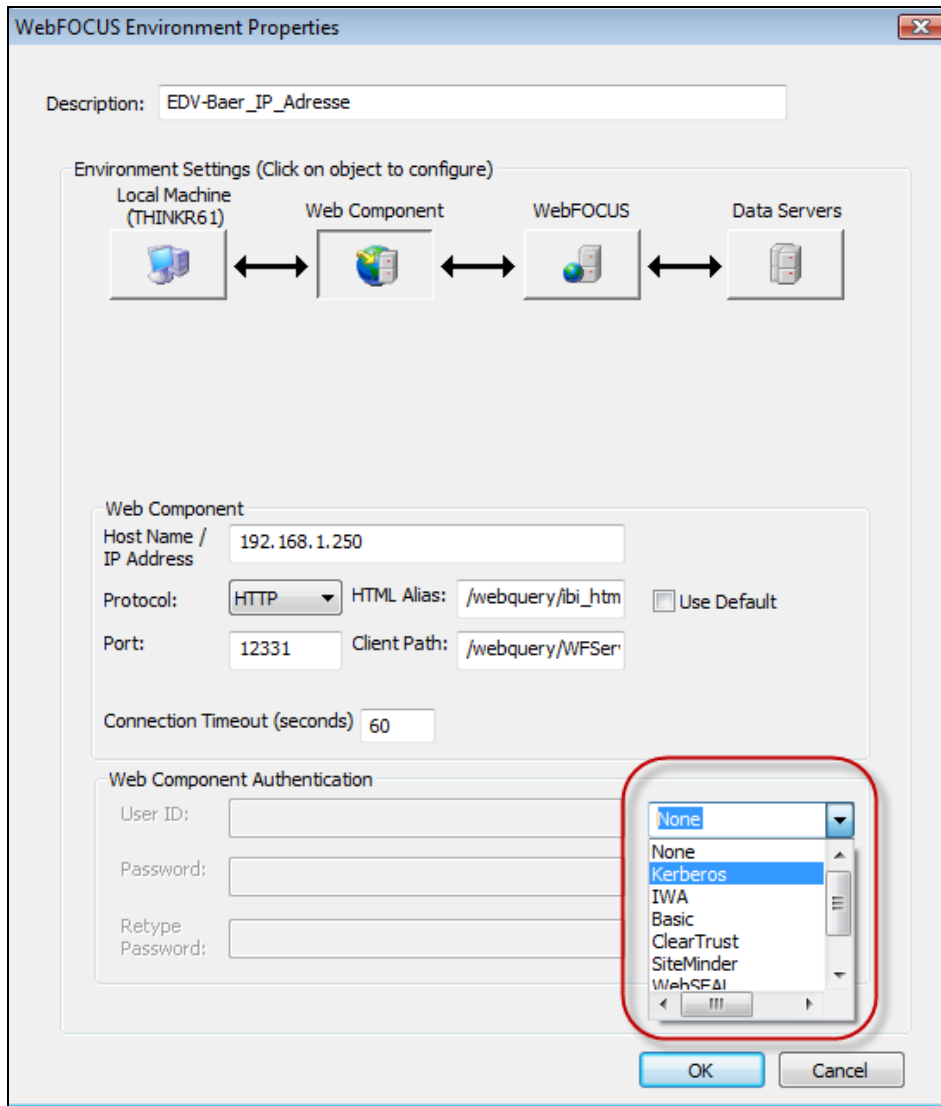 WebFOCUS Environment Properties
Description: EDV-Baer_IP_Adresse
Environment Settings (Click on object to configure)
Local Machine
(THINKR61)
Web Component
WebFOCUS
Data Servers
Web Component
Host Name /
IP Address
192.168.1.250
Protocol: HTTP HTML Alias: /webquery/ibi_htm Use Default
Port: 12331 Client Path: /webquery/WFSer
Connection Timeout (seconds) 60
Web Component Authentication
User ID:
Password:
Retype
Password:
None
None
Kerberos
IWA
Basic
ClearTrust
SiteMinder
WebSEAL
OK Cancel